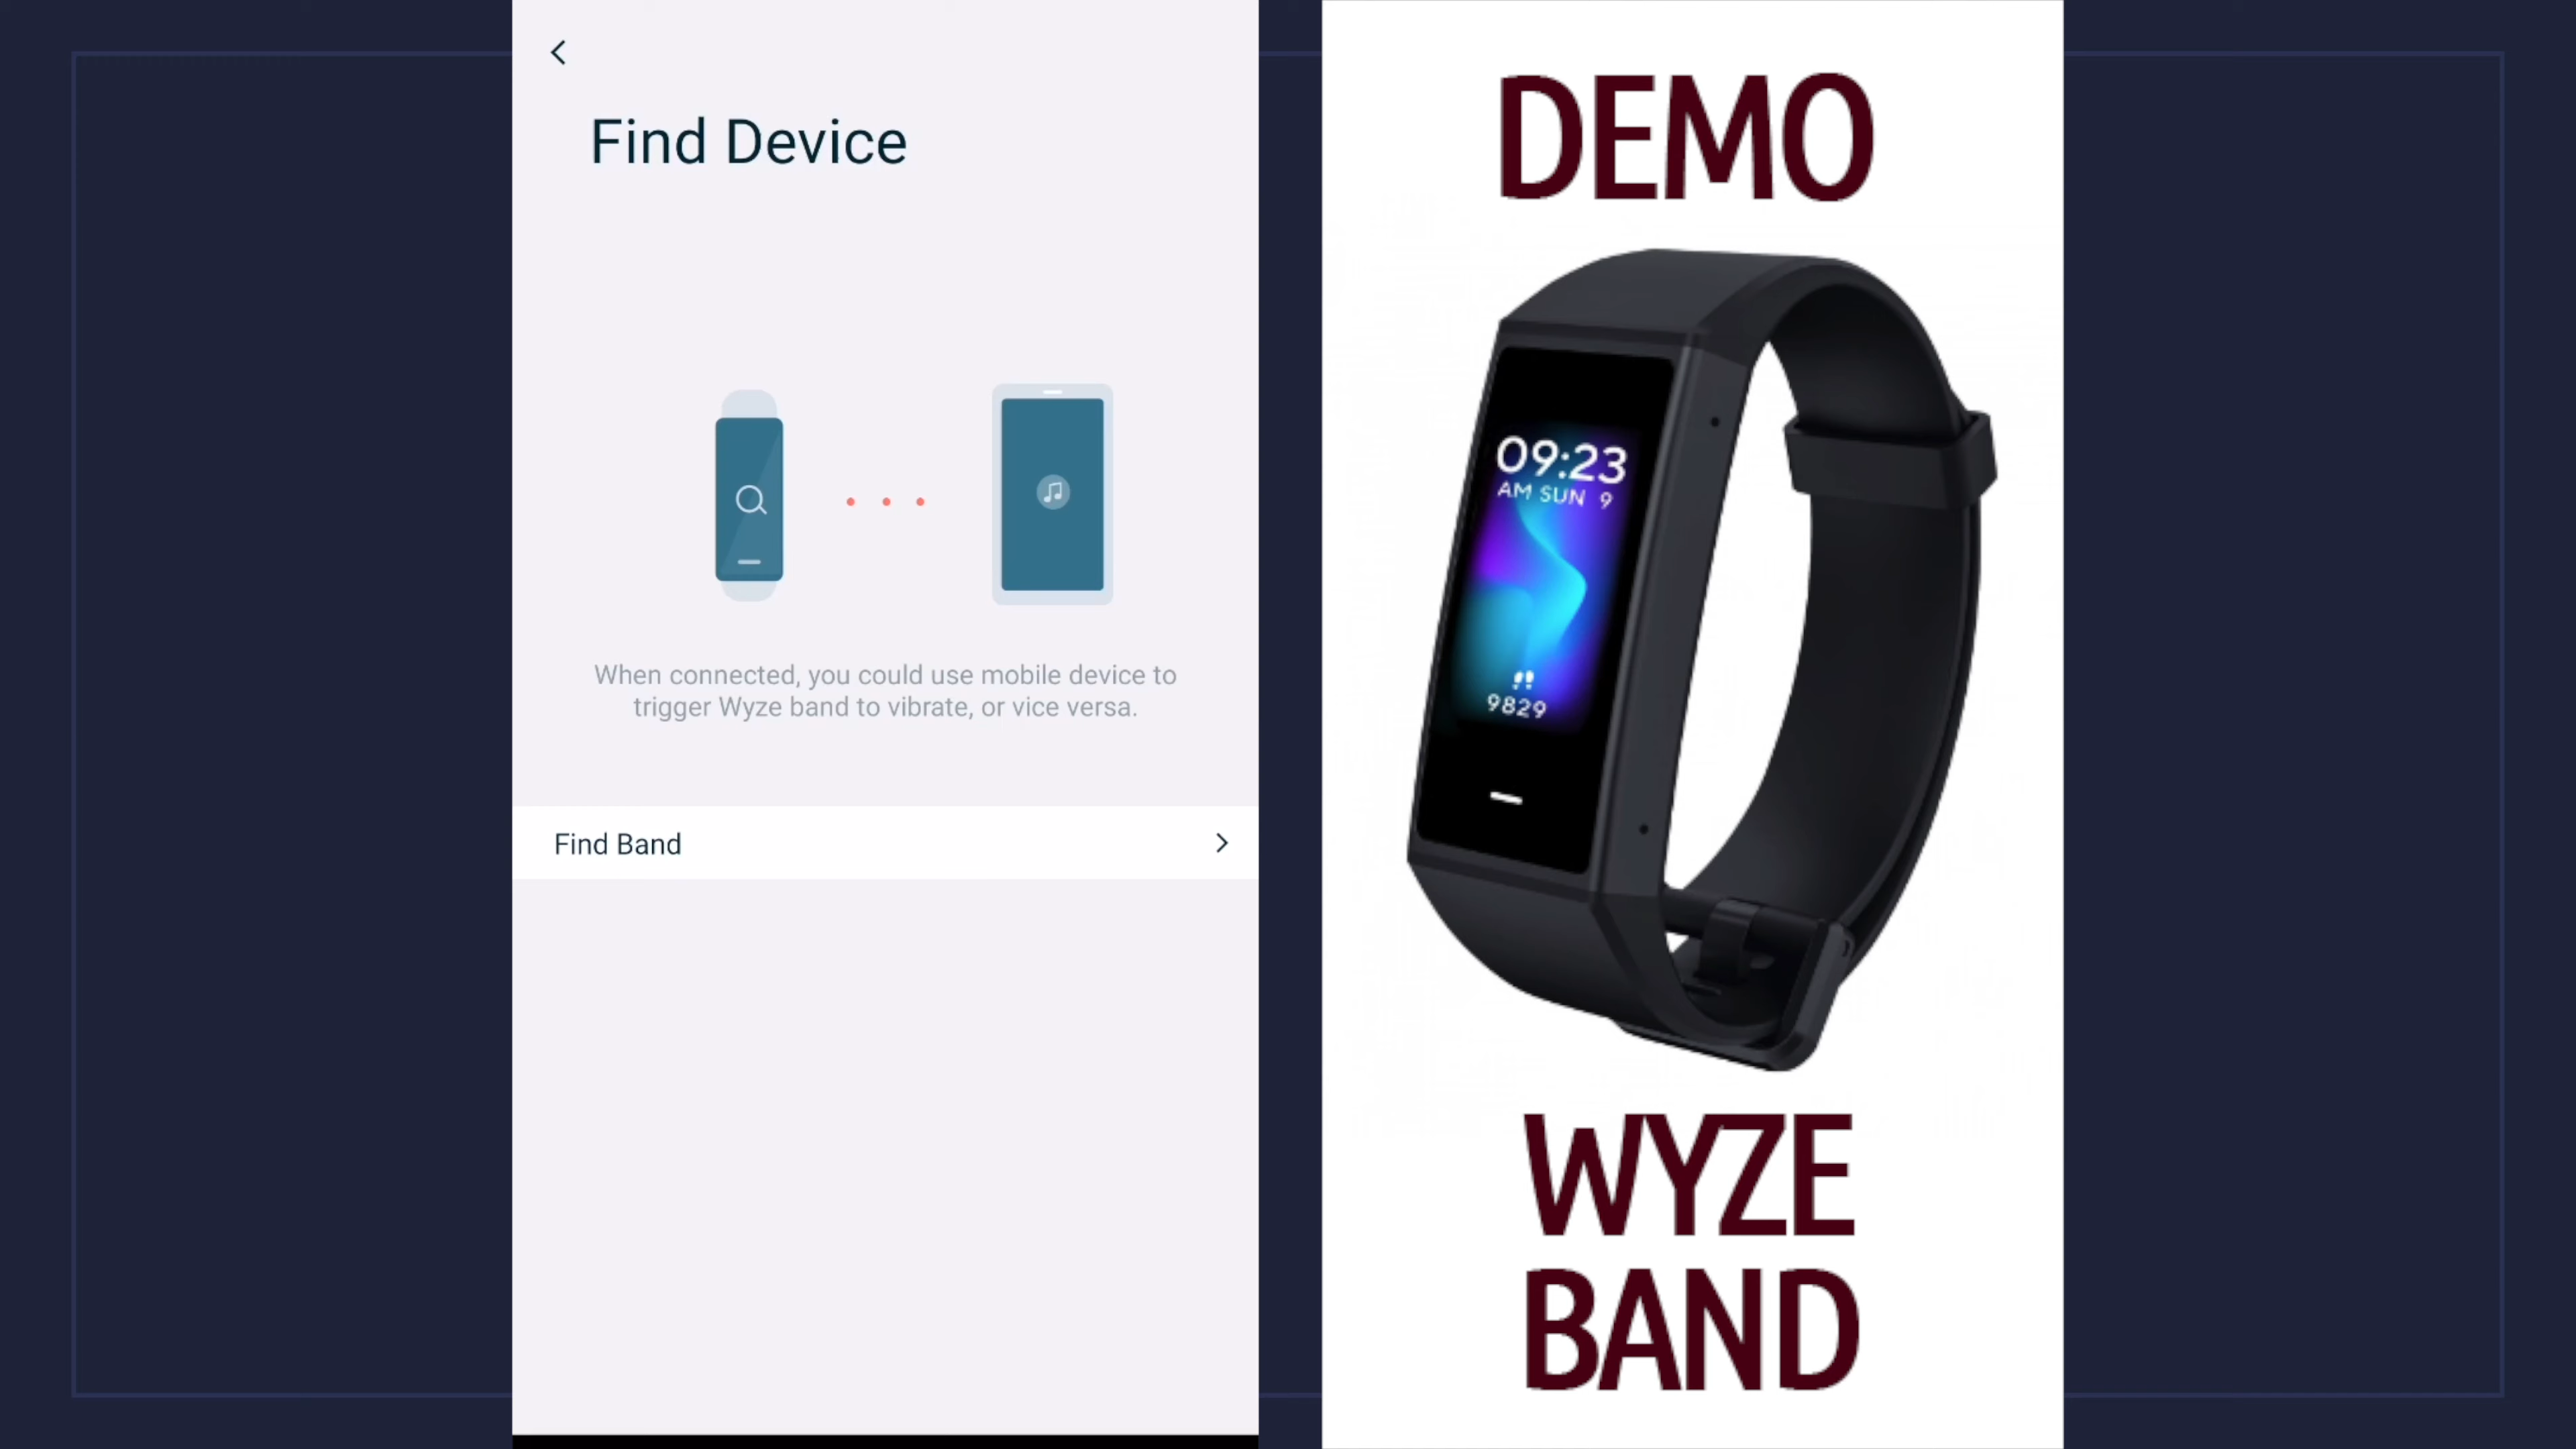 Find Device
When connected, you could use mobile device to
trigger Wyze band to vibrate, or vice versa.
Find Band
DEMO
09:23
AM SUN 9
9829
WYZE
BAND